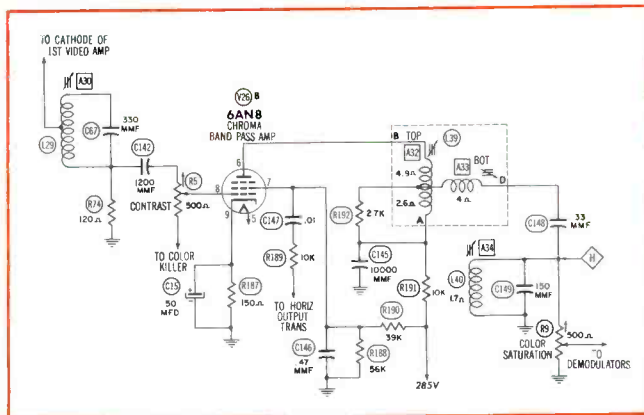 TO CATHODE OF
1ST VIDEO AMP
A30
L29
C67
330
MMF
C142
1200
MMF
R74
120Ω
R5
CONTRAST
500Ω
TO COLOR
KILLER
V26 B
6AN8
CHROMA
BAND PASS AMP
6
8
7
9
5
C15
50
MFD
R187
150Ω
C147
.01
R189
10K
TO HORIZ
OUTPUT
TRANS
C146
47
MMF
R188
56K
R190
39K
285V
B TOP
L39
A32
4.9Ω
2.6Ω
A
A33
BOT
D
4Ω
R192
2.7K
C145
10000
MMF
R191
10K
C148
33
MMF
A34
L40
1.7Ω
C149
150
MMF
H
R9
500Ω
COLOR
SATURATION
TO
DEMODULATORS